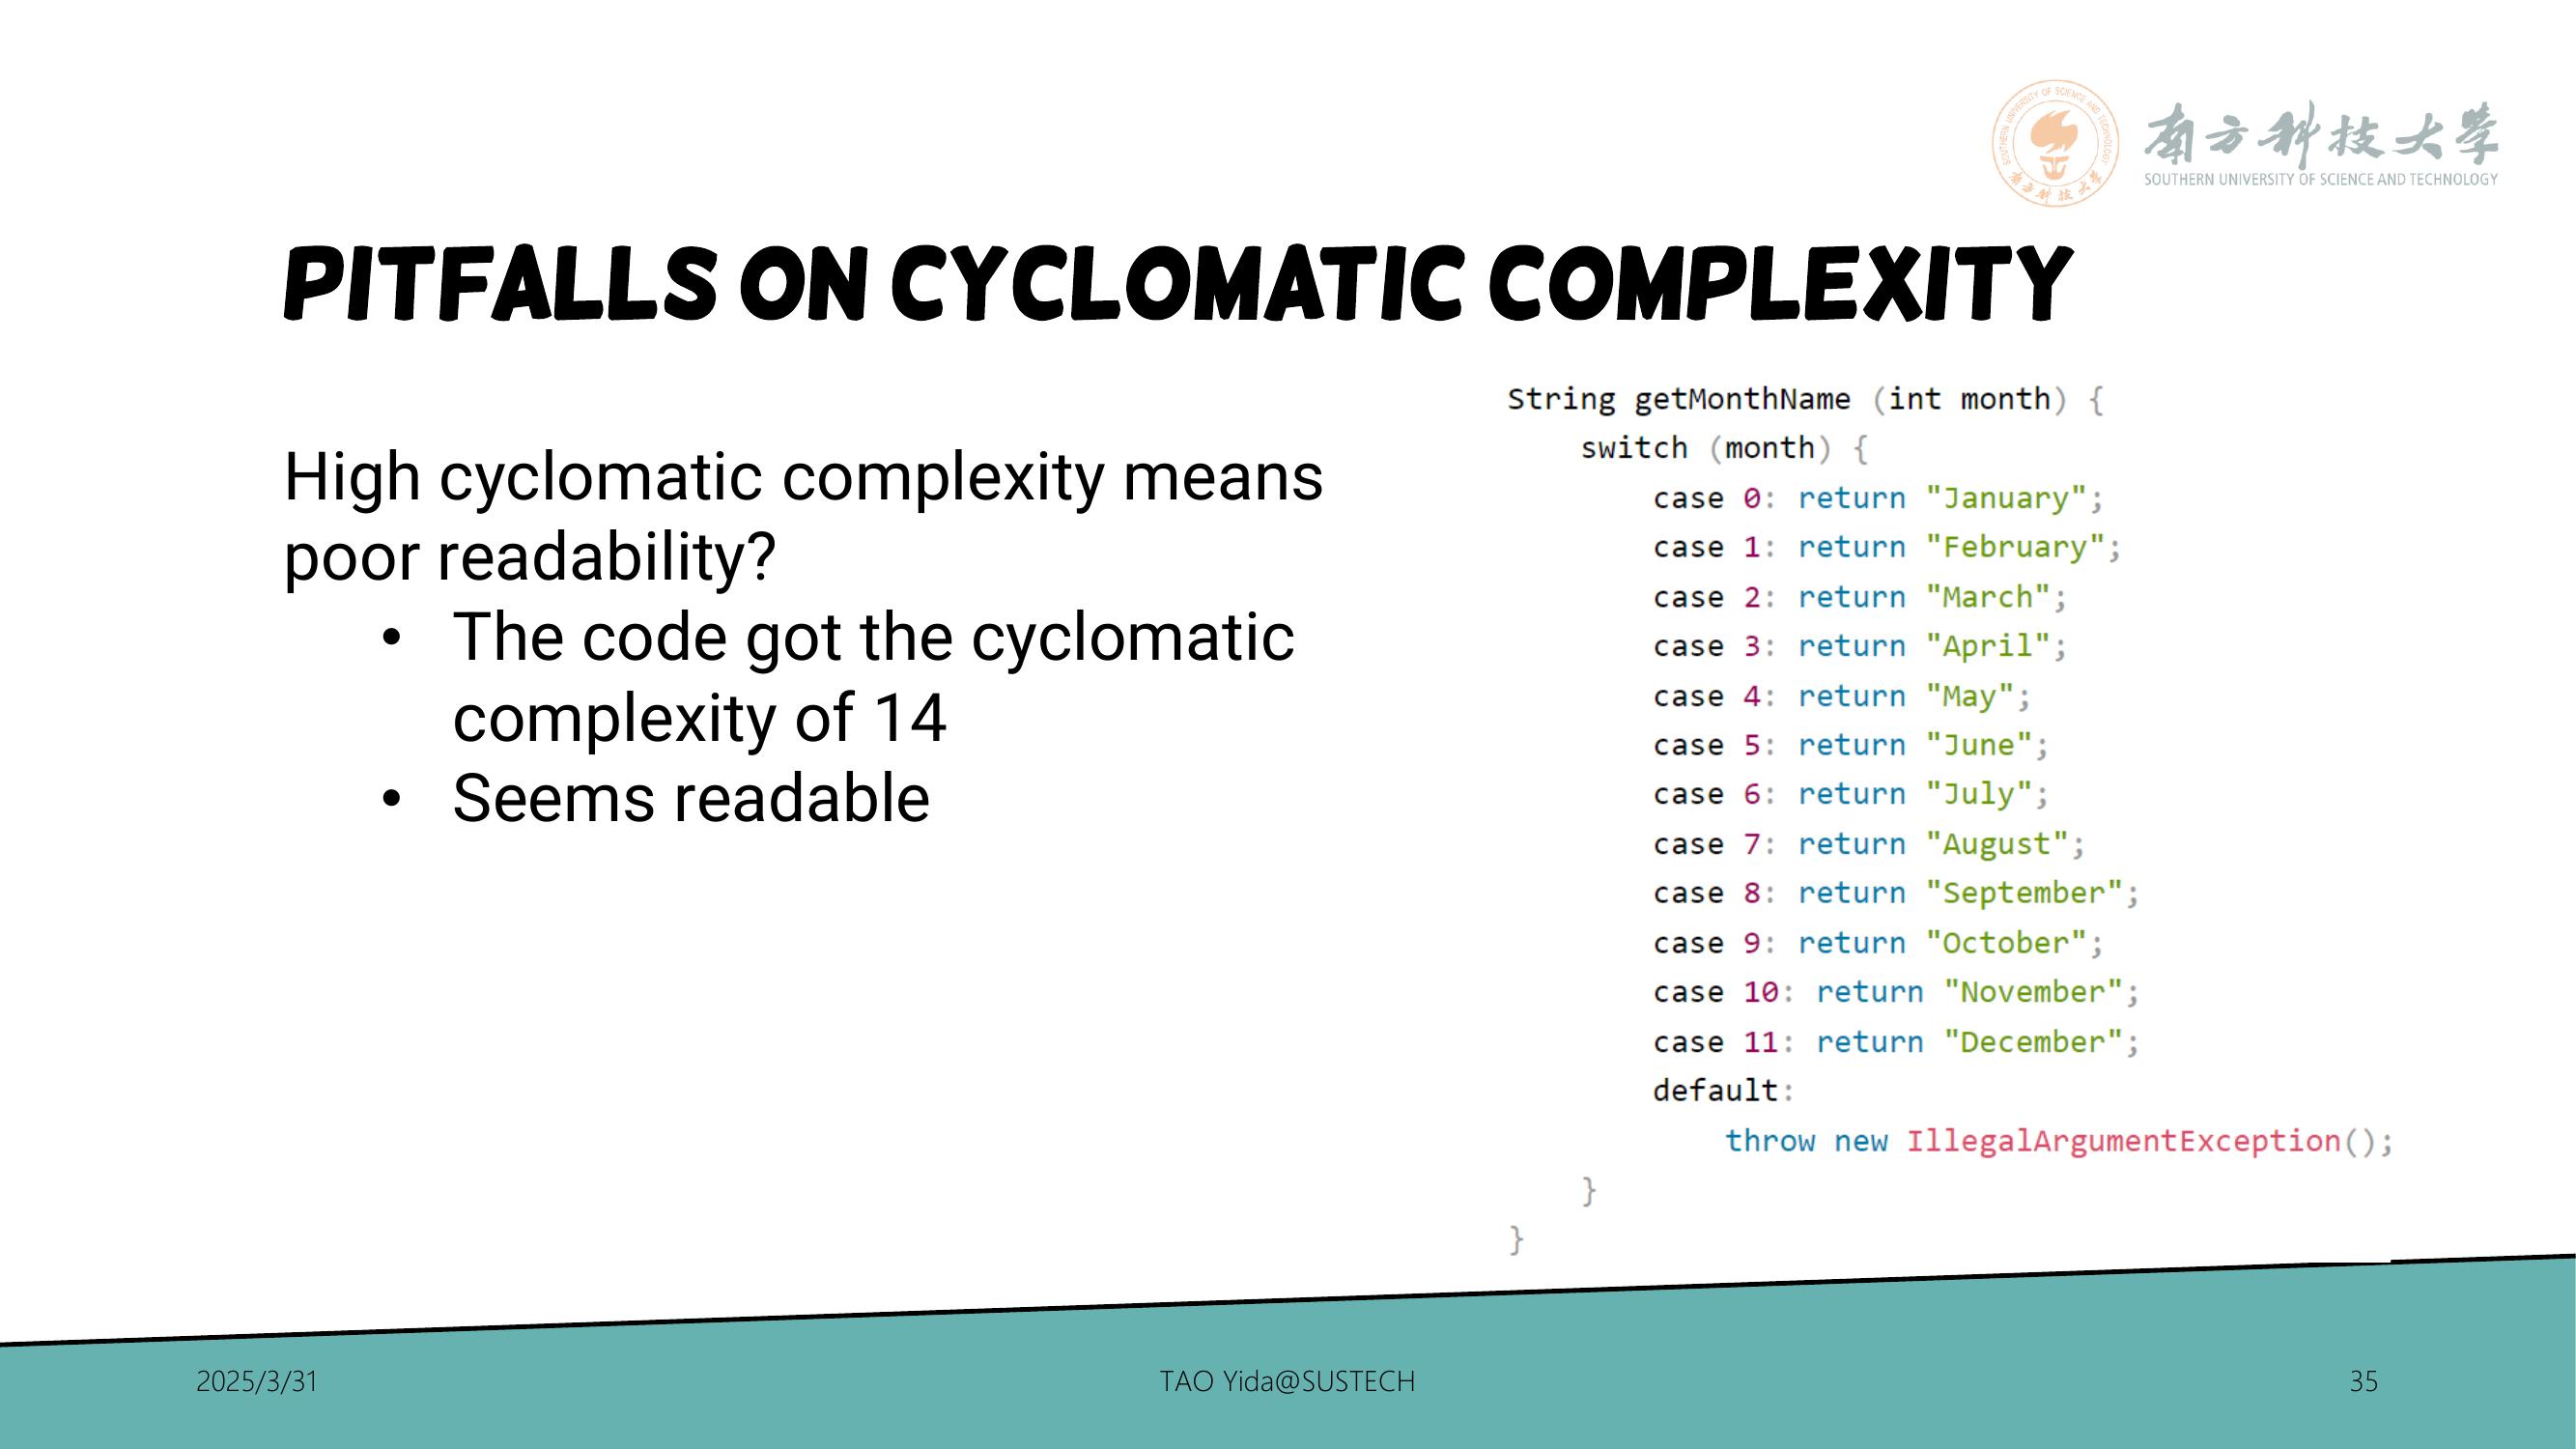 南方科技大学
SOUTHERN UNIVERSITY OF SCIENCE AND TECHNOLOGY
PITFALLS ON CYCLOMATIC COMPLEXITY
High cyclomatic complexity means
poor readability?
• The code got the cyclomatic
complexity of 14
• Seems readable
String getMonthName (int month) {
switch (month) {
case 0: return "January";
case 1: return "February";
case 2: return "March";
case 3: return "April";
case 4: return "May";
case 5: return "June";
case 6: return "July";
case 7: return "August";
case 8: return "September";
case 9: return "October";
case 10: return "November";
case 11: return "December";
default:
throw new IllegalArgumentException();
}
}
2025/3/31
TAO Yida@SUSTECH
35